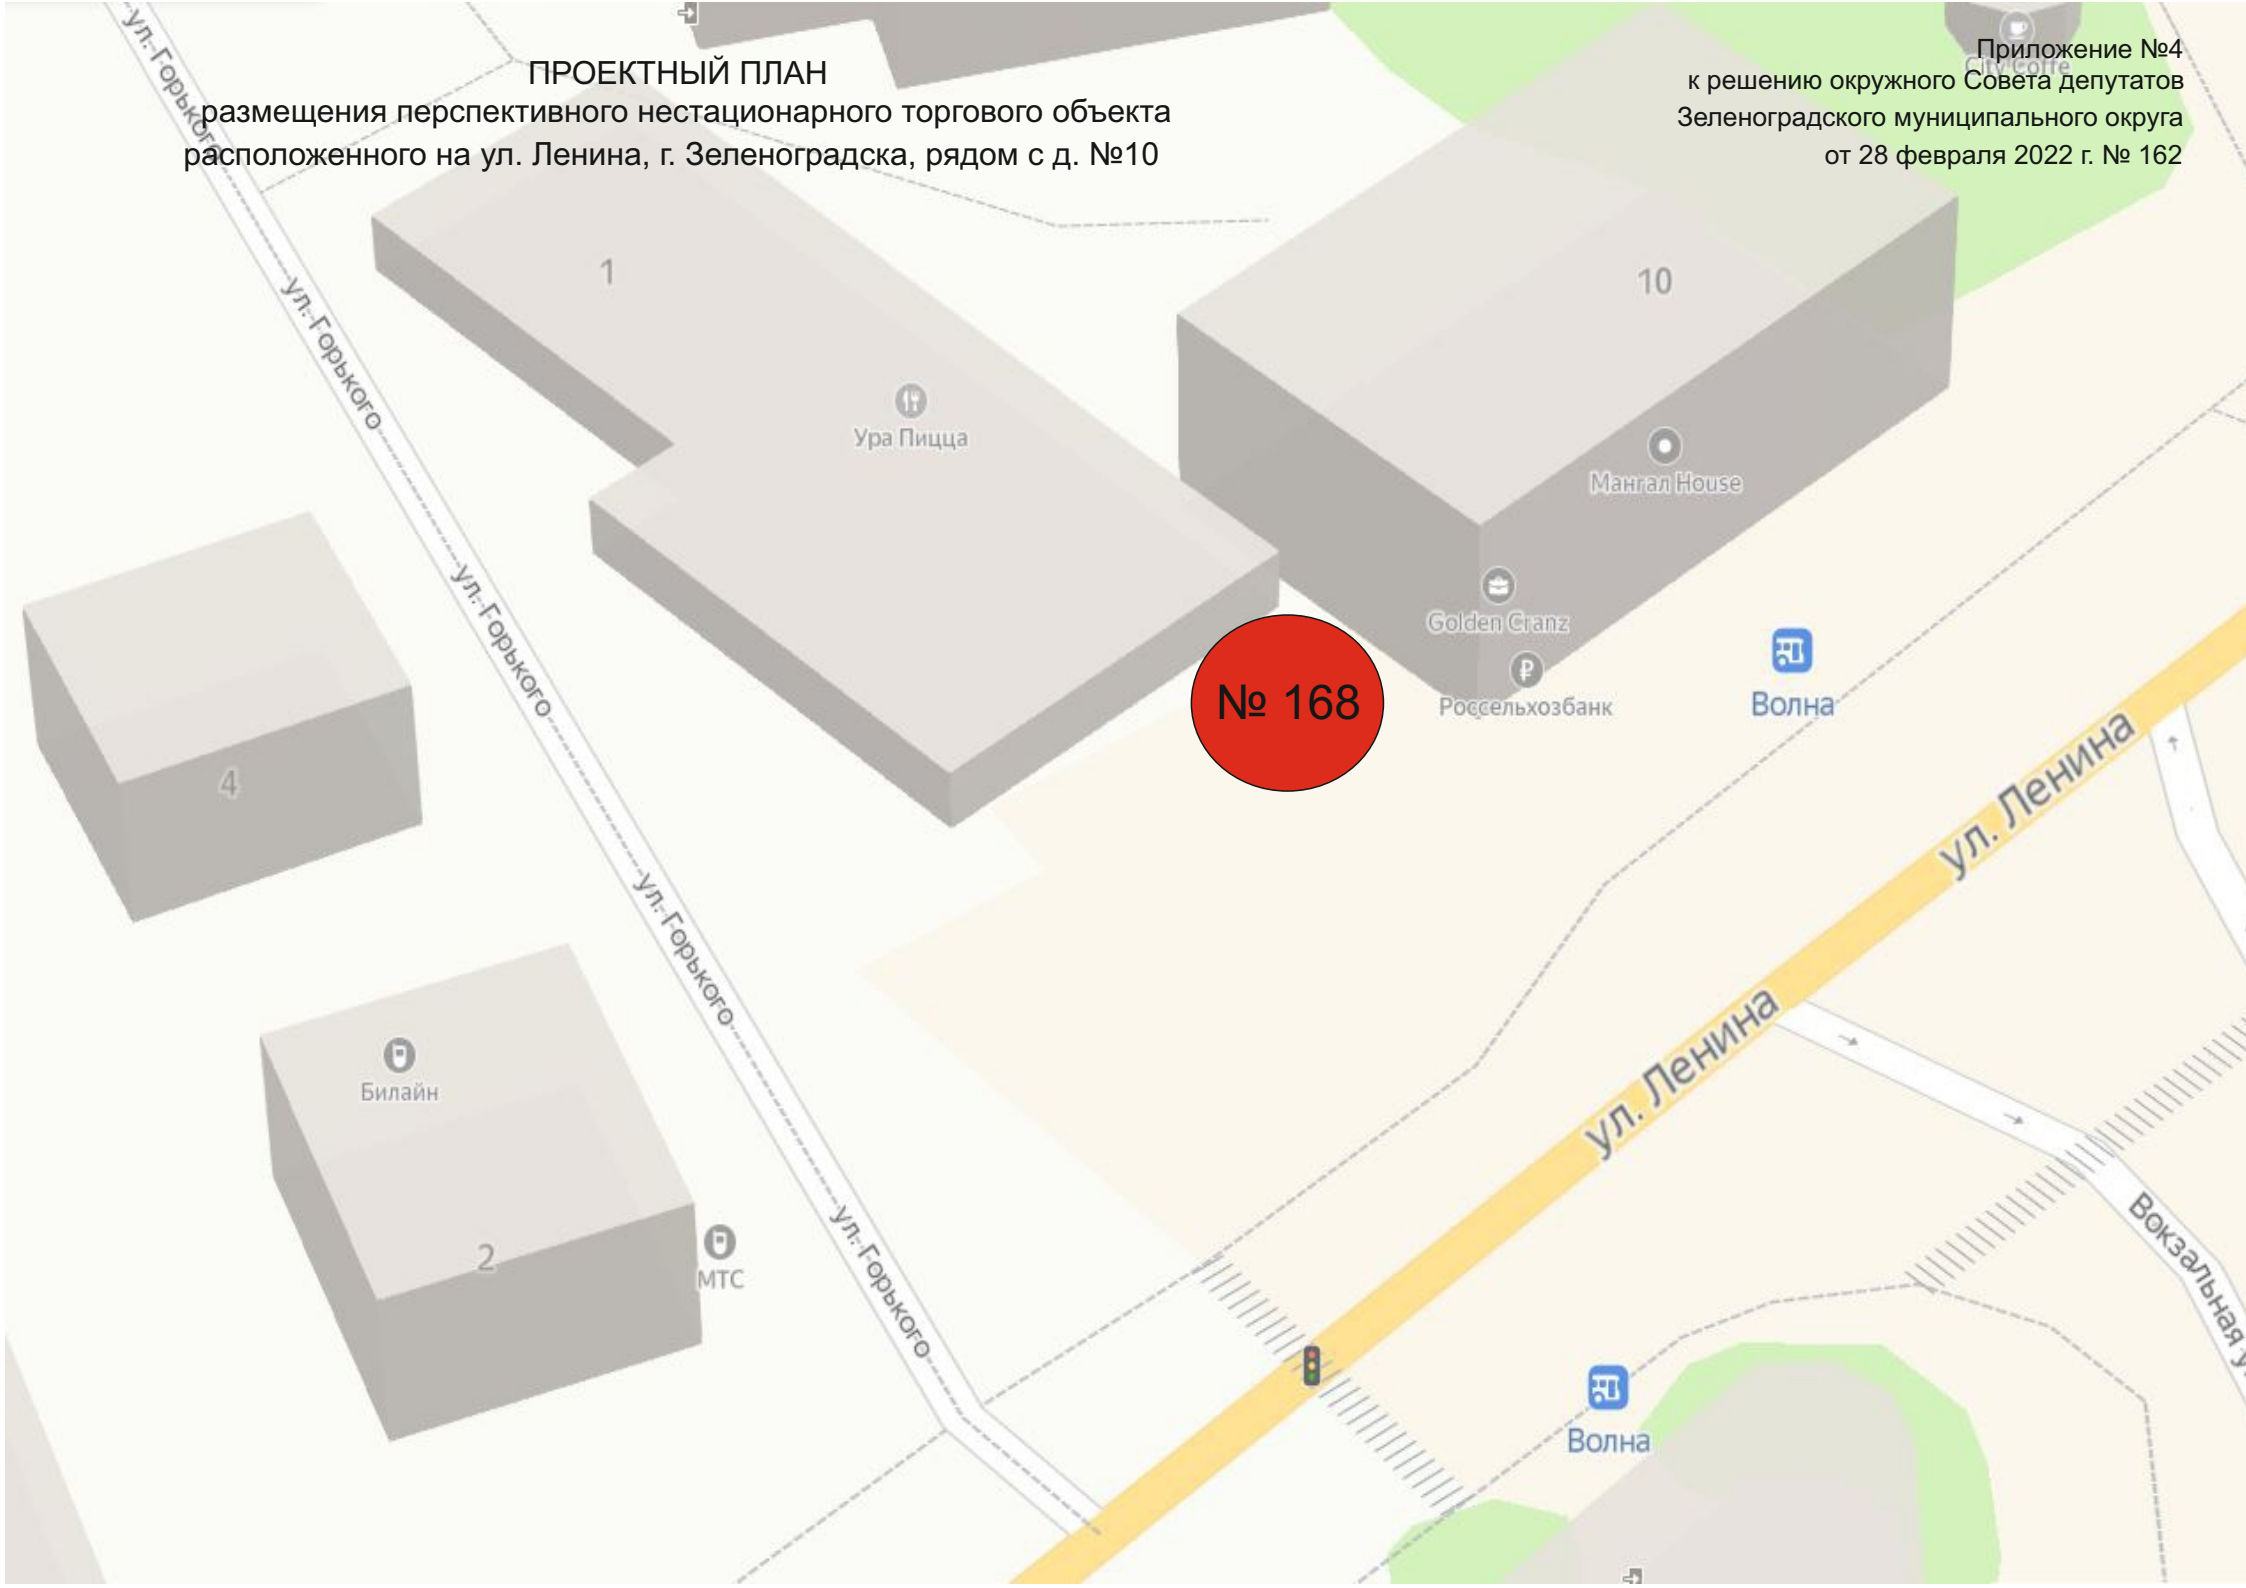 ПРОЕКТНЫЙ ПЛАН
размещения перспективного нестационарного торгового объекта
расположенного на ул. Ленина, г. Зеленоградска, рядом с д. №10
Приложение №4
к решению окружного Совета депутатов
Зеленоградского муниципального округа
от 28 февраля 2022 г. № 162
City Coffe
ул. Горького
ул. Горького
ул. Горького
ул. Горького
ул. Горького
1
10
Ура Пицца
Мангал House
Golden Cranz
Россельхозбанк
№ 168
Волна
4
ул. Ленина
ул. Ленина
Билайн
2
МТС
Вокзальная у
Волна